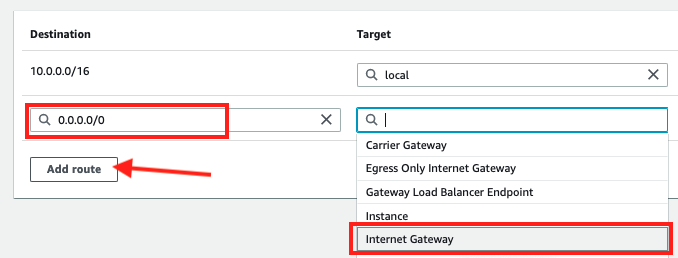 Destination Target
10.0.0.0/16
local
0.0.0.0/0
Carrier Gateway
Egress Only Internet Gateway
Add route
Gateway Load Balancer Endpoint
Instance
Internet Gateway